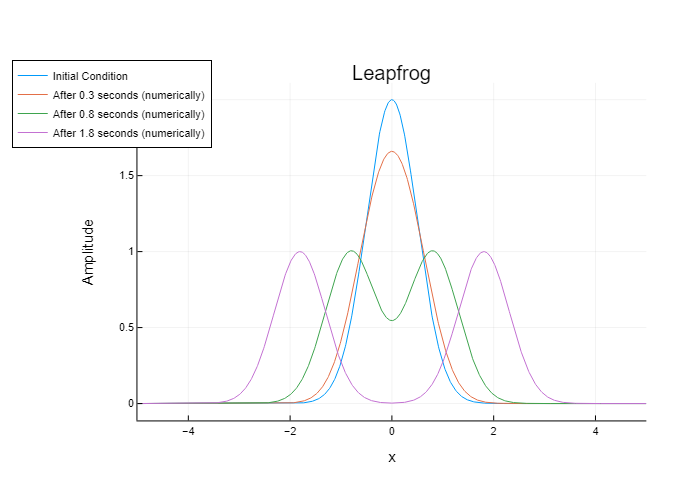 Leapfrog
Initial Condition
After 0.3 seconds (numerically)
After 0.8 seconds (numerically)
After 1.8 seconds (numerically)
Amplitude
1.5
1
0.5
0
−4
−2
0
2
4
x